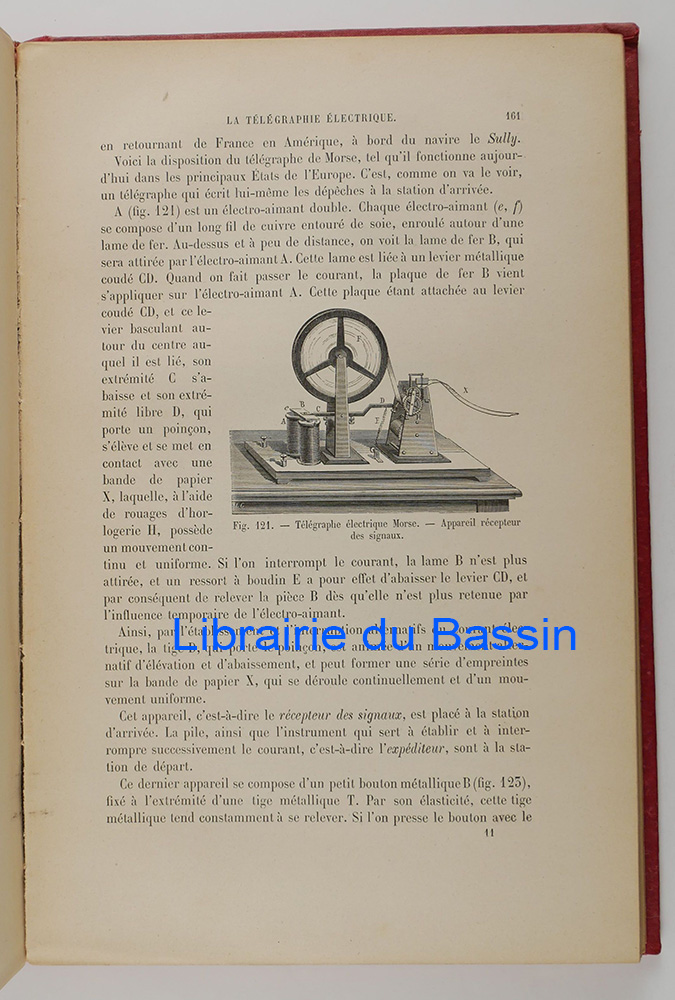 LA TÉLÉGRAPHIE ÉLECTRIQUE. 161
en retournant de France en Amérique, à bord du navire le Sully.
Voici la disposition du télégraphe de Morse, tel qu'il fonctionne aujour-
d'hui dans les principaux États de l'Europe. C'est, comme on va le voir,
un télégraphe qui écrit lui-même les dépêches à la station d'arrivée.
A (fig. 121) est un électro-aimant double. Chaque électro-aimant (e, f)
se compose d'un long fil de cuivre entouré de soie, enroulé autour d'une
lame de fer. Au-dessus et à peu de distance, on voit la lame de fer B, qui
sera attirée par l'électro-aimant A. Cette lame est liée à un levier métallique
coudé CD. Quand on fait passer le courant, la plaque de fer B vient
s'appliquer sur l'électro-aimant A. Cette plaque étant attachée au levier
coudé CD, et ce le-
vier basculant au-
tour du centre au-
quel il est lié, son
extrémité C s'a-
baisse et son extré-
mité libre D, qui
porte un poinçon,
s'élève et se met en
contact avec une
bande de papier
X, laquelle, à l'aide
de rouages d'hor-
logerie H, possède
un mouvement con-
F
X
B
C
C
D
A
E
Fig. 121. — Télégraphe électrique Morse. — Appareil récepteur
des signaux.
tinu et uniforme. Si l'on interrompt le courant, la lame B n'est plus
attirée, et un ressort à boudin E a pour effet d'abaisser le levier CD, et
par conséquent de relever la pièce B dès qu'elle n'est plus retenue par
l'influence temporaire de l'électro-aimant.
Ainsi, par l'établissement
Librairie du Bassin
trique, la tige
natif d'élévation et d'abaissement, et peut former une série d'empreintes
sur la bande de papier X, qui se déroule continuellement et d'un mou-
vement uniforme.
Cet appareil, c'est-à-dire le récepteur des signaux, est placé à la station
d'arrivée. La pile, ainsi que l'instrument qui sert à établir et à inter-
rompre successivement le courant, c'est-à-dire l'expéditeur, sont à la sta-
tion de départ.
Ce dernier appareil se compose d'un petit bouton métallique B (fig. 123),
fixé à l'extrémité d'une tige métallique T. Par son élasticité, cette tige
métallique tend constamment à se relever. Si l'on presse le bouton avec le
11